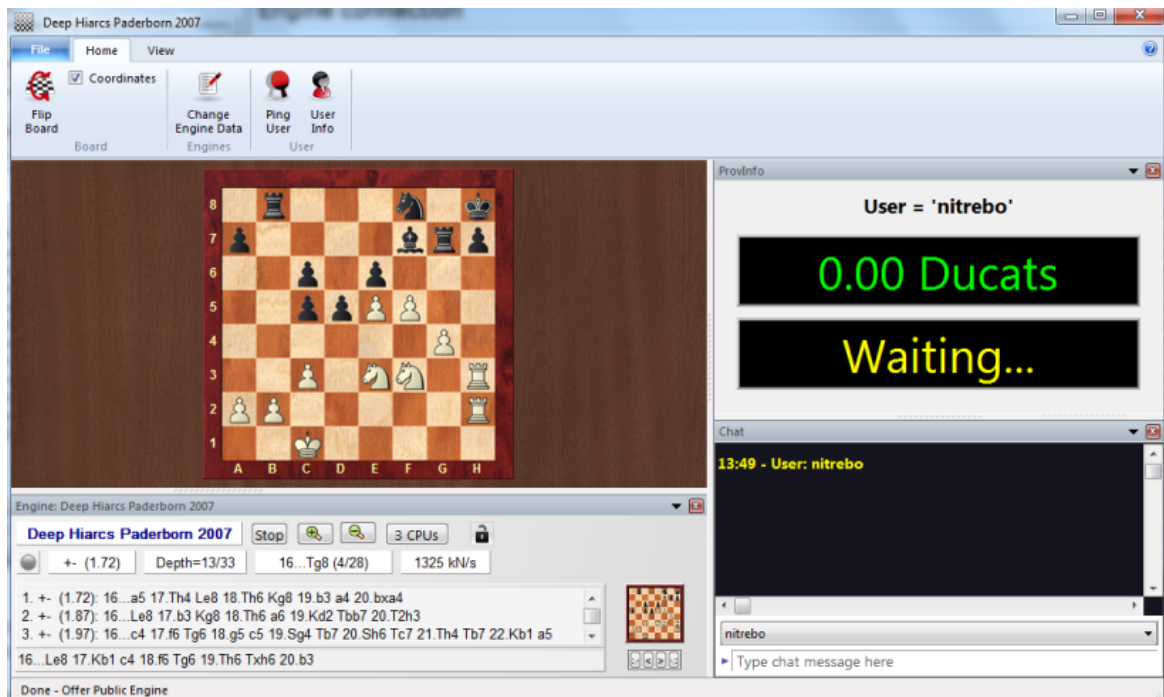 Engine connection
Deep Hiarcs Paderborn 2007
File Home View
Coordinates
Flip Board
Change Engine Data
Ping User
User Info
Board Engines User
ProvInfo
User = 'nitrebo'
0.00 Ducats
Waiting...
8
7
6
5
4
3
2
1
A B C D E F G H
Chat
13:49 - User: nitrebo
nitrebo
Type chat message here
Engine: Deep Hiarcs Paderborn 2007
Deep Hiarcs Paderborn 2007 Stop 3 CPUs
+- (1.72) Depth=13/33 16...Tg8 (4/28) 1325 kN/s
1. +- (1.72): 16...a5 17.Th4 Le8 18.Th6 Kg8 19.b3 a4 20.bxa4
2. +- (1.87): 16...Le8 17.b3 Kg8 18.Th6 a6 19.Kd2 Tbb7 20.T2h3
3. +- (1.97): 16...c4 17.f6 Tg6 18.g5 c5 19.Sg4 Tb7 20.Sh6 Tc7 21.Th4 Tb7 22.Kb1 a5
16...Le8 17.Kb1 c4 18.f6 Tg6 19.Th6 Txh6 20.b3
Done - Offer Public Engine